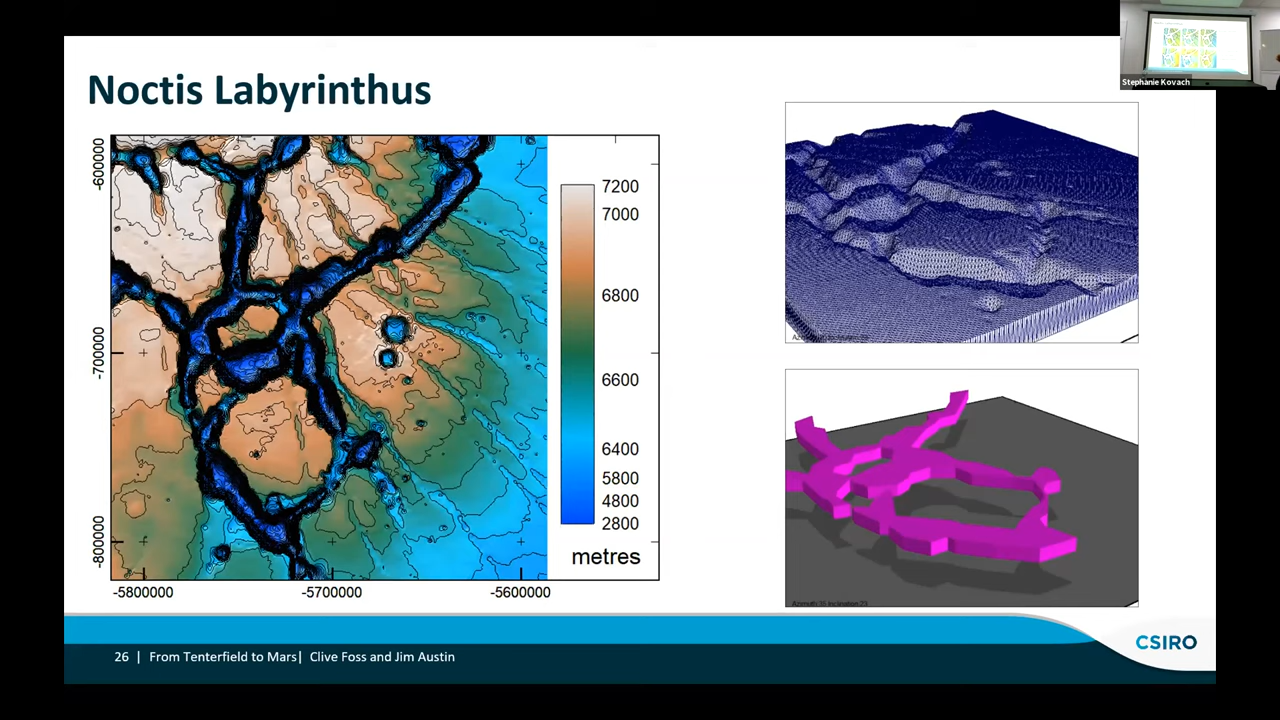 Noctis Labyrinthus
Stephanie Kovach
-600000
-700000
-800000
-5800000
-5700000
-5600000
7200
7000
6800
6600
6400
5800
4800
2800
metres
26 | From Tenterfield to Mars| Clive Foss and Jim Austin
CSIRO